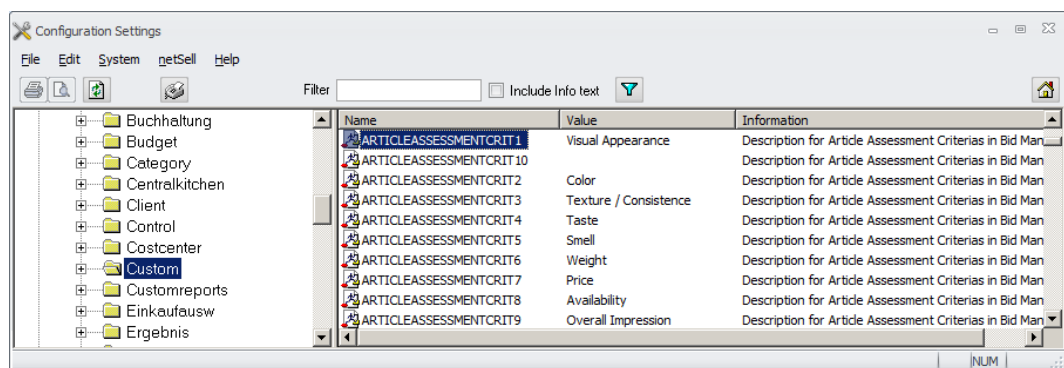 Configuration Settings
File Edit System netSell Help
Filter Include Info text
Buchhaltung
Budget
Category
Centralkitchen
Client
Control
Costcenter
Custom
Customreports
Einkaufausw
Ergebnis
Name Value Information
ARTICLEASSESSMENTCRIT1 Visual Appearance Description for Article Assessment Criterias in Bid Man
ARTICLEASSESSMENTCRIT10 Description for Article Assessment Criterias in Bid Man
ARTICLEASSESSMENTCRIT2 Color Description for Article Assessment Criterias in Bid Man
ARTICLEASSESSMENTCRIT3 Texture / Consistence Description for Article Assessment Criterias in Bid Man
ARTICLEASSESSMENTCRIT4 Taste Description for Article Assessment Criterias in Bid Man
ARTICLEASSESSMENTCRIT5 Smell Description for Article Assessment Criterias in Bid Man
ARTICLEASSESSMENTCRIT6 Weight Description for Article Assessment Criterias in Bid Man
ARTICLEASSESSMENTCRIT7 Price Description for Article Assessment Criterias in Bid Man
ARTICLEASSESSMENTCRIT8 Availability Description for Article Assessment Criterias in Bid Man
ARTICLEASSESSMENTCRIT9 Overall Impression Description for Article Assessment Criterias in Bid Man
NUM